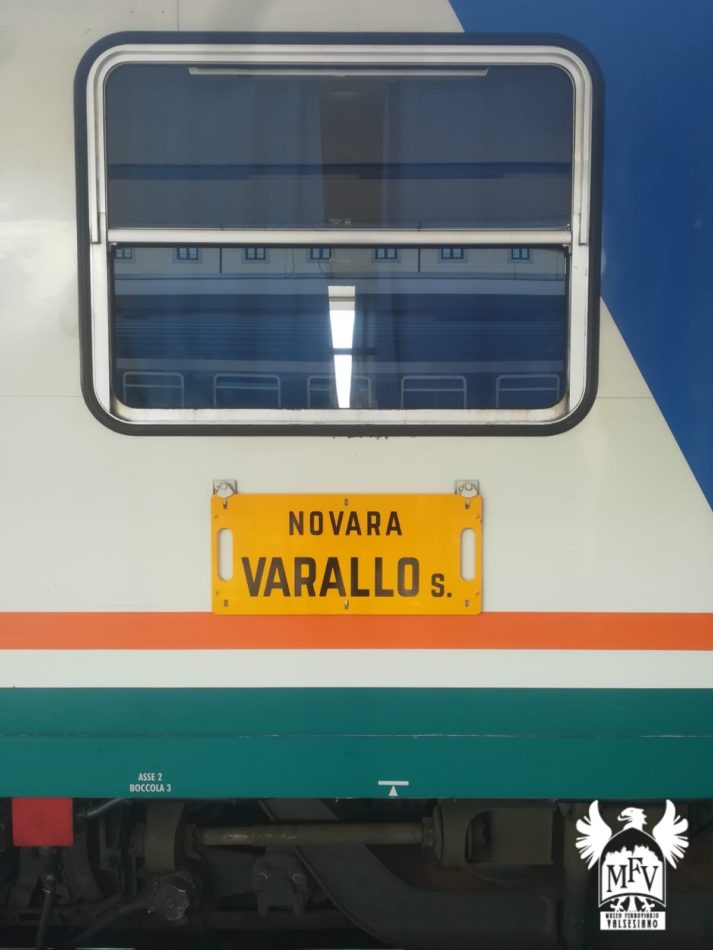 NOVARA
VARALLO S.
ASSE 2
BOCCOLA 3
MFV
MUSEO FERROVIARIO
VALSESIANO